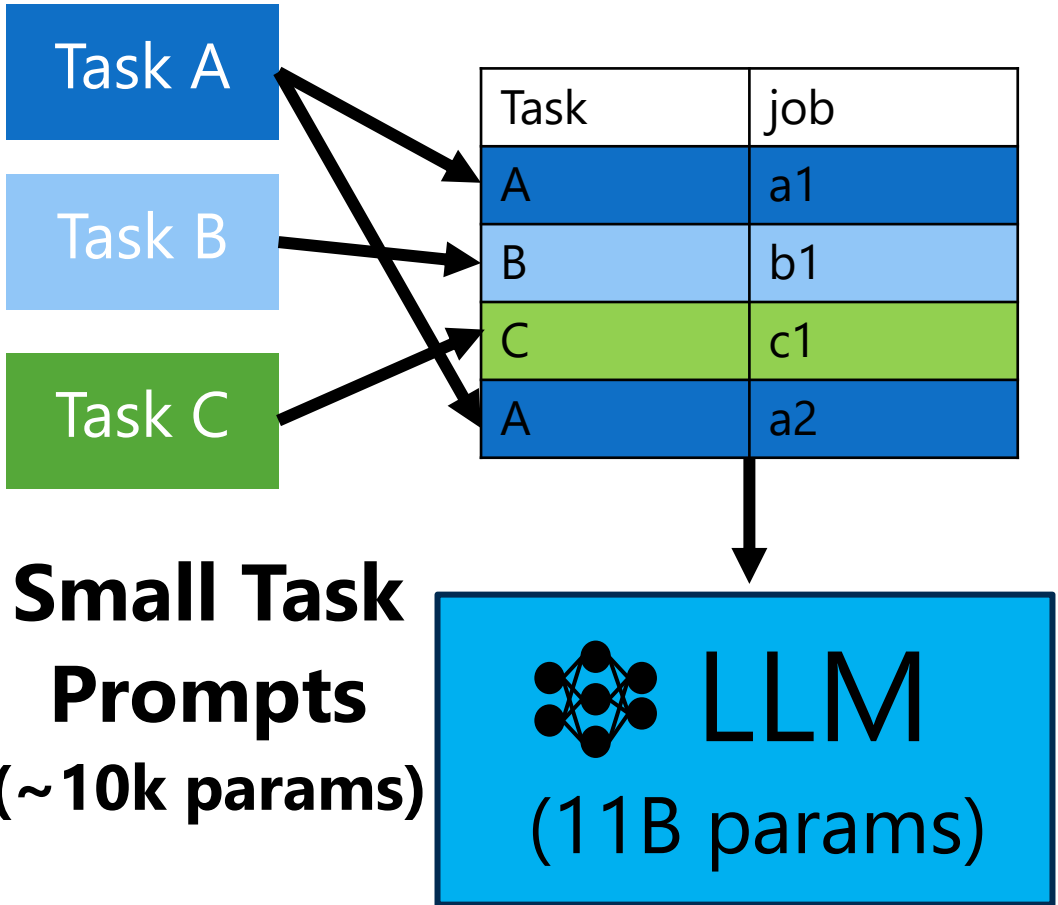 Task A
Task B
Task C
Task job
A a1
B b1
C c1
A a2
Small Task
Prompts
(~10k params)
LLM
(11B params)